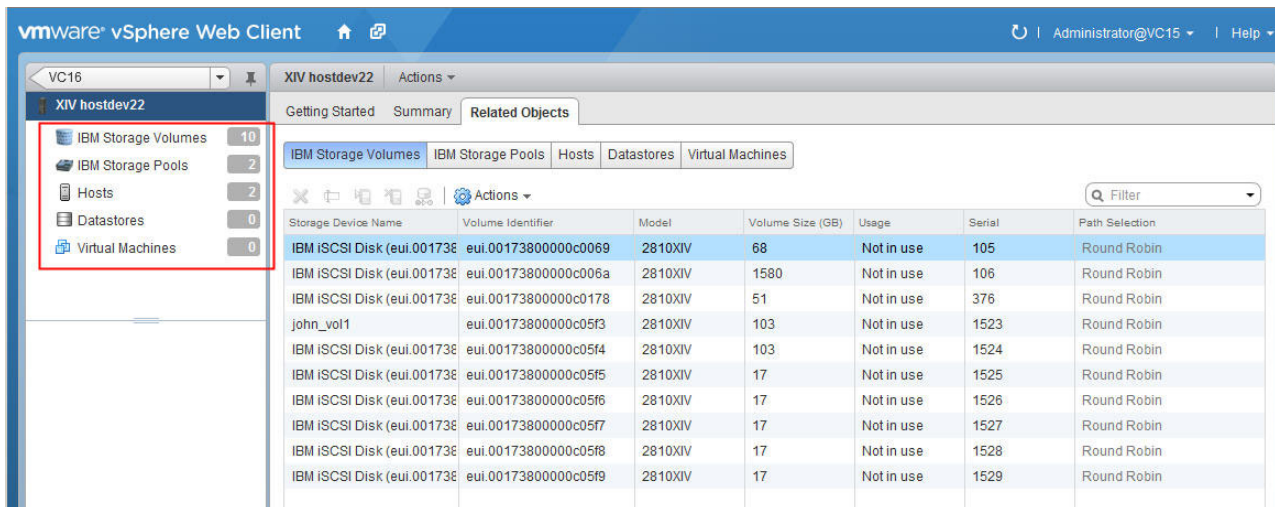 vmware® vSphere Web Client
Administrator@VC15 | Help
VC16
XIV hostdev22
IBM Storage Volumes 10
IBM Storage Pools 2
Hosts 2
Datastores 0
Virtual Machines 0
XIV hostdev22 Actions
Getting Started Summary Related Objects
IBM Storage Volumes IBM Storage Pools Hosts Datastores Virtual Machines
Actions Filter
Storage Device Name Volume Identifier Model Volume Size (GB) Usage Serial Path Selection
IBM iSCSI Disk (eui.001738 eui.00173800000c0069 2810XIV 68 Not in use 105 Round Robin
IBM iSCSI Disk (eui.001738 eui.00173800000c006a 2810XIV 1580 Not in use 106 Round Robin
IBM iSCSI Disk (eui.001738 eui.00173800000c0178 2810XIV 51 Not in use 376 Round Robin
john_vol1 eui.00173800000c05f3 2810XIV 103 Not in use 1523 Round Robin
IBM iSCSI Disk (eui.001738 eui.00173800000c05f4 2810XIV 103 Not in use 1524 Round Robin
IBM iSCSI Disk (eui.001738 eui.00173800000c05f5 2810XIV 17 Not in use 1525 Round Robin
IBM iSCSI Disk (eui.001738 eui.00173800000c05f6 2810XIV 17 Not in use 1526 Round Robin
IBM iSCSI Disk (eui.001738 eui.00173800000c05f7 2810XIV 17 Not in use 1527 Round Robin
IBM iSCSI Disk (eui.001738 eui.00173800000c05f8 2810XIV 17 Not in use 1528 Round Robin
IBM iSCSI Disk (eui.001738 eui.00173800000c05f9 2810XIV 17 Not in use 1529 Round Robin